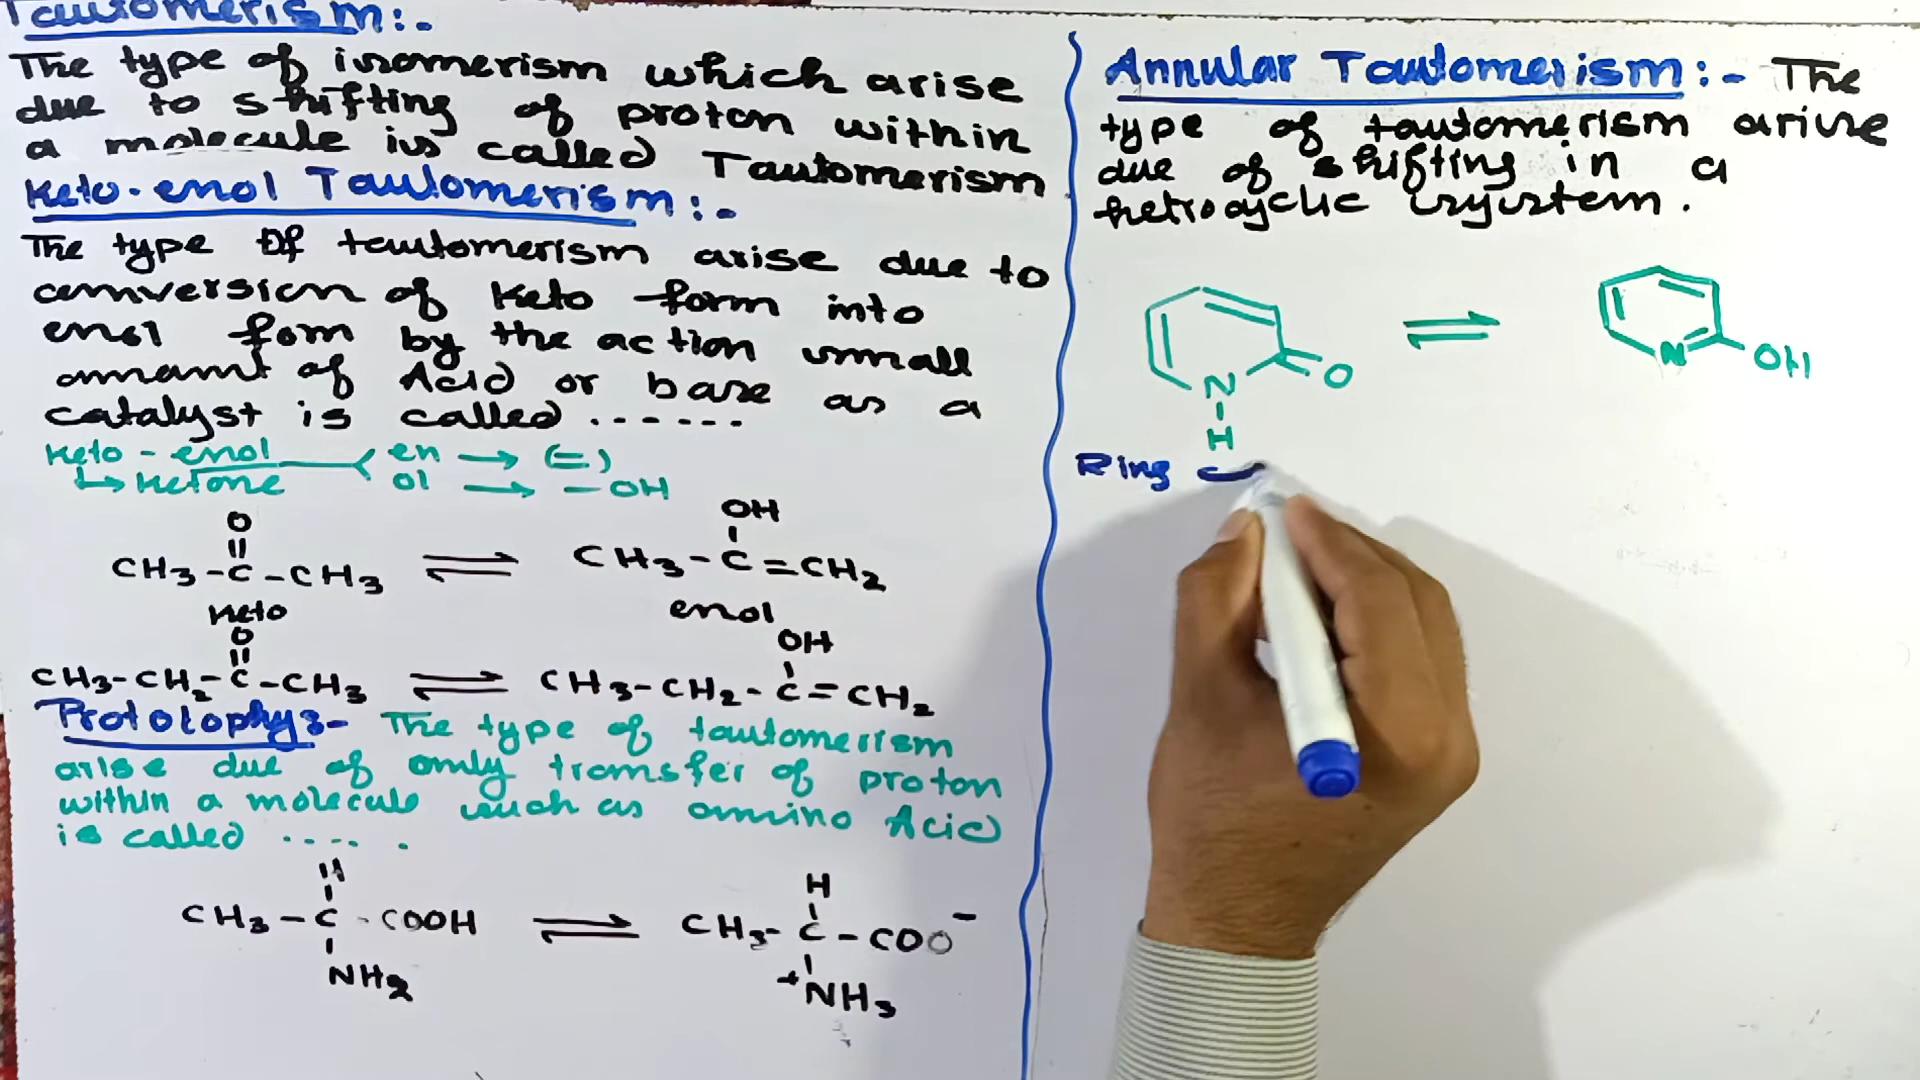 Tautomerism:-
The type of isomerism which arise
due to shifting of proton within
a molecule is called Tautomerism
Keto-enol Tautomerism:-
The type of tautomerism arise due to
conversion of Keto form into
enol form by the action small
amount of Acid or base as a
catalyst is called ......
Keto - enol en → (=)
↳ Ketone ol → -OH
O
||
CH3-C-CH3 ⇌ CH3-C=CH2
OH
Keto enol
O
||
CH3-CH2-C-CH3 ⇌ CH3-CH2-C=CH2
OH
Prototophy:- The type of tautomerism
arise due of only transfer of proton
within a molecule such as amino Acid
is called .... .
H
CH3-C-COOH ⇌ CH3-C-COO⁻
NH2
H
+NH3
Annular Tautomerism:- The
type of tautomerism arise
due of shifting in a
hetrocyclic system.
N
H
O
⇌
N
OH
Ring